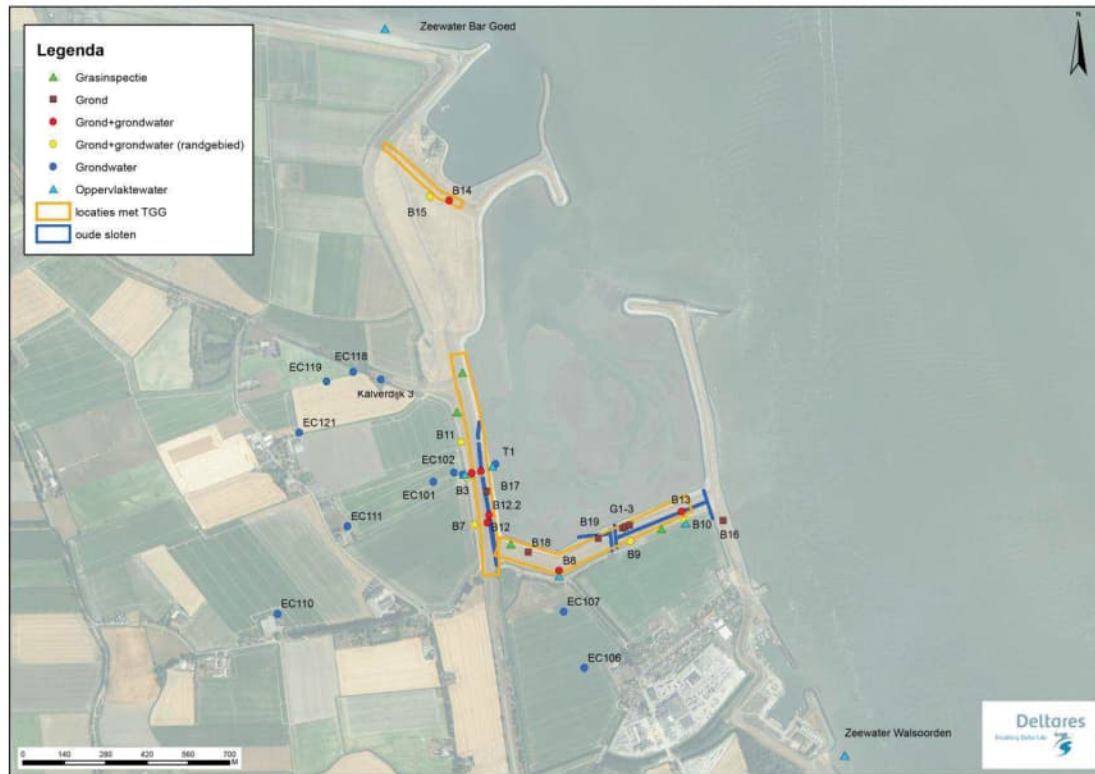 Zeewater Bar Goed
N
Legenda
Grasinspectie
Grond
Grond+grondwater
Grond+grondwater (randgebied)
Grondwater
Oppervlaktewater
locaties met TGG
oude sloten
B14
B15
EC118
EC119
Kalverdijk 3
EC121
B11
EC102
T1
EC101
B3
B17
B12.2
B12
B7
EC111
G1-3
B13
B19
B10
B16
B18
B9
B8
EC107
EC110
EC106
Zeewater Walsoorden
Deltares
Enabling Delta Life
0 140 280 420 560 700
M